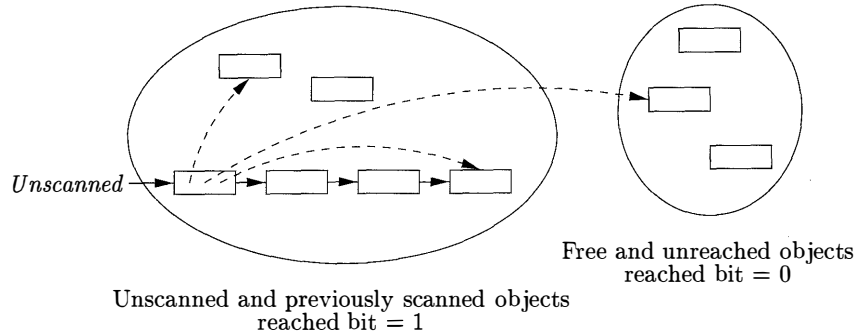 Unscanned
Free and unreached objects
reached bit = 0
Unscanned and previously scanned objects
reached bit = 1